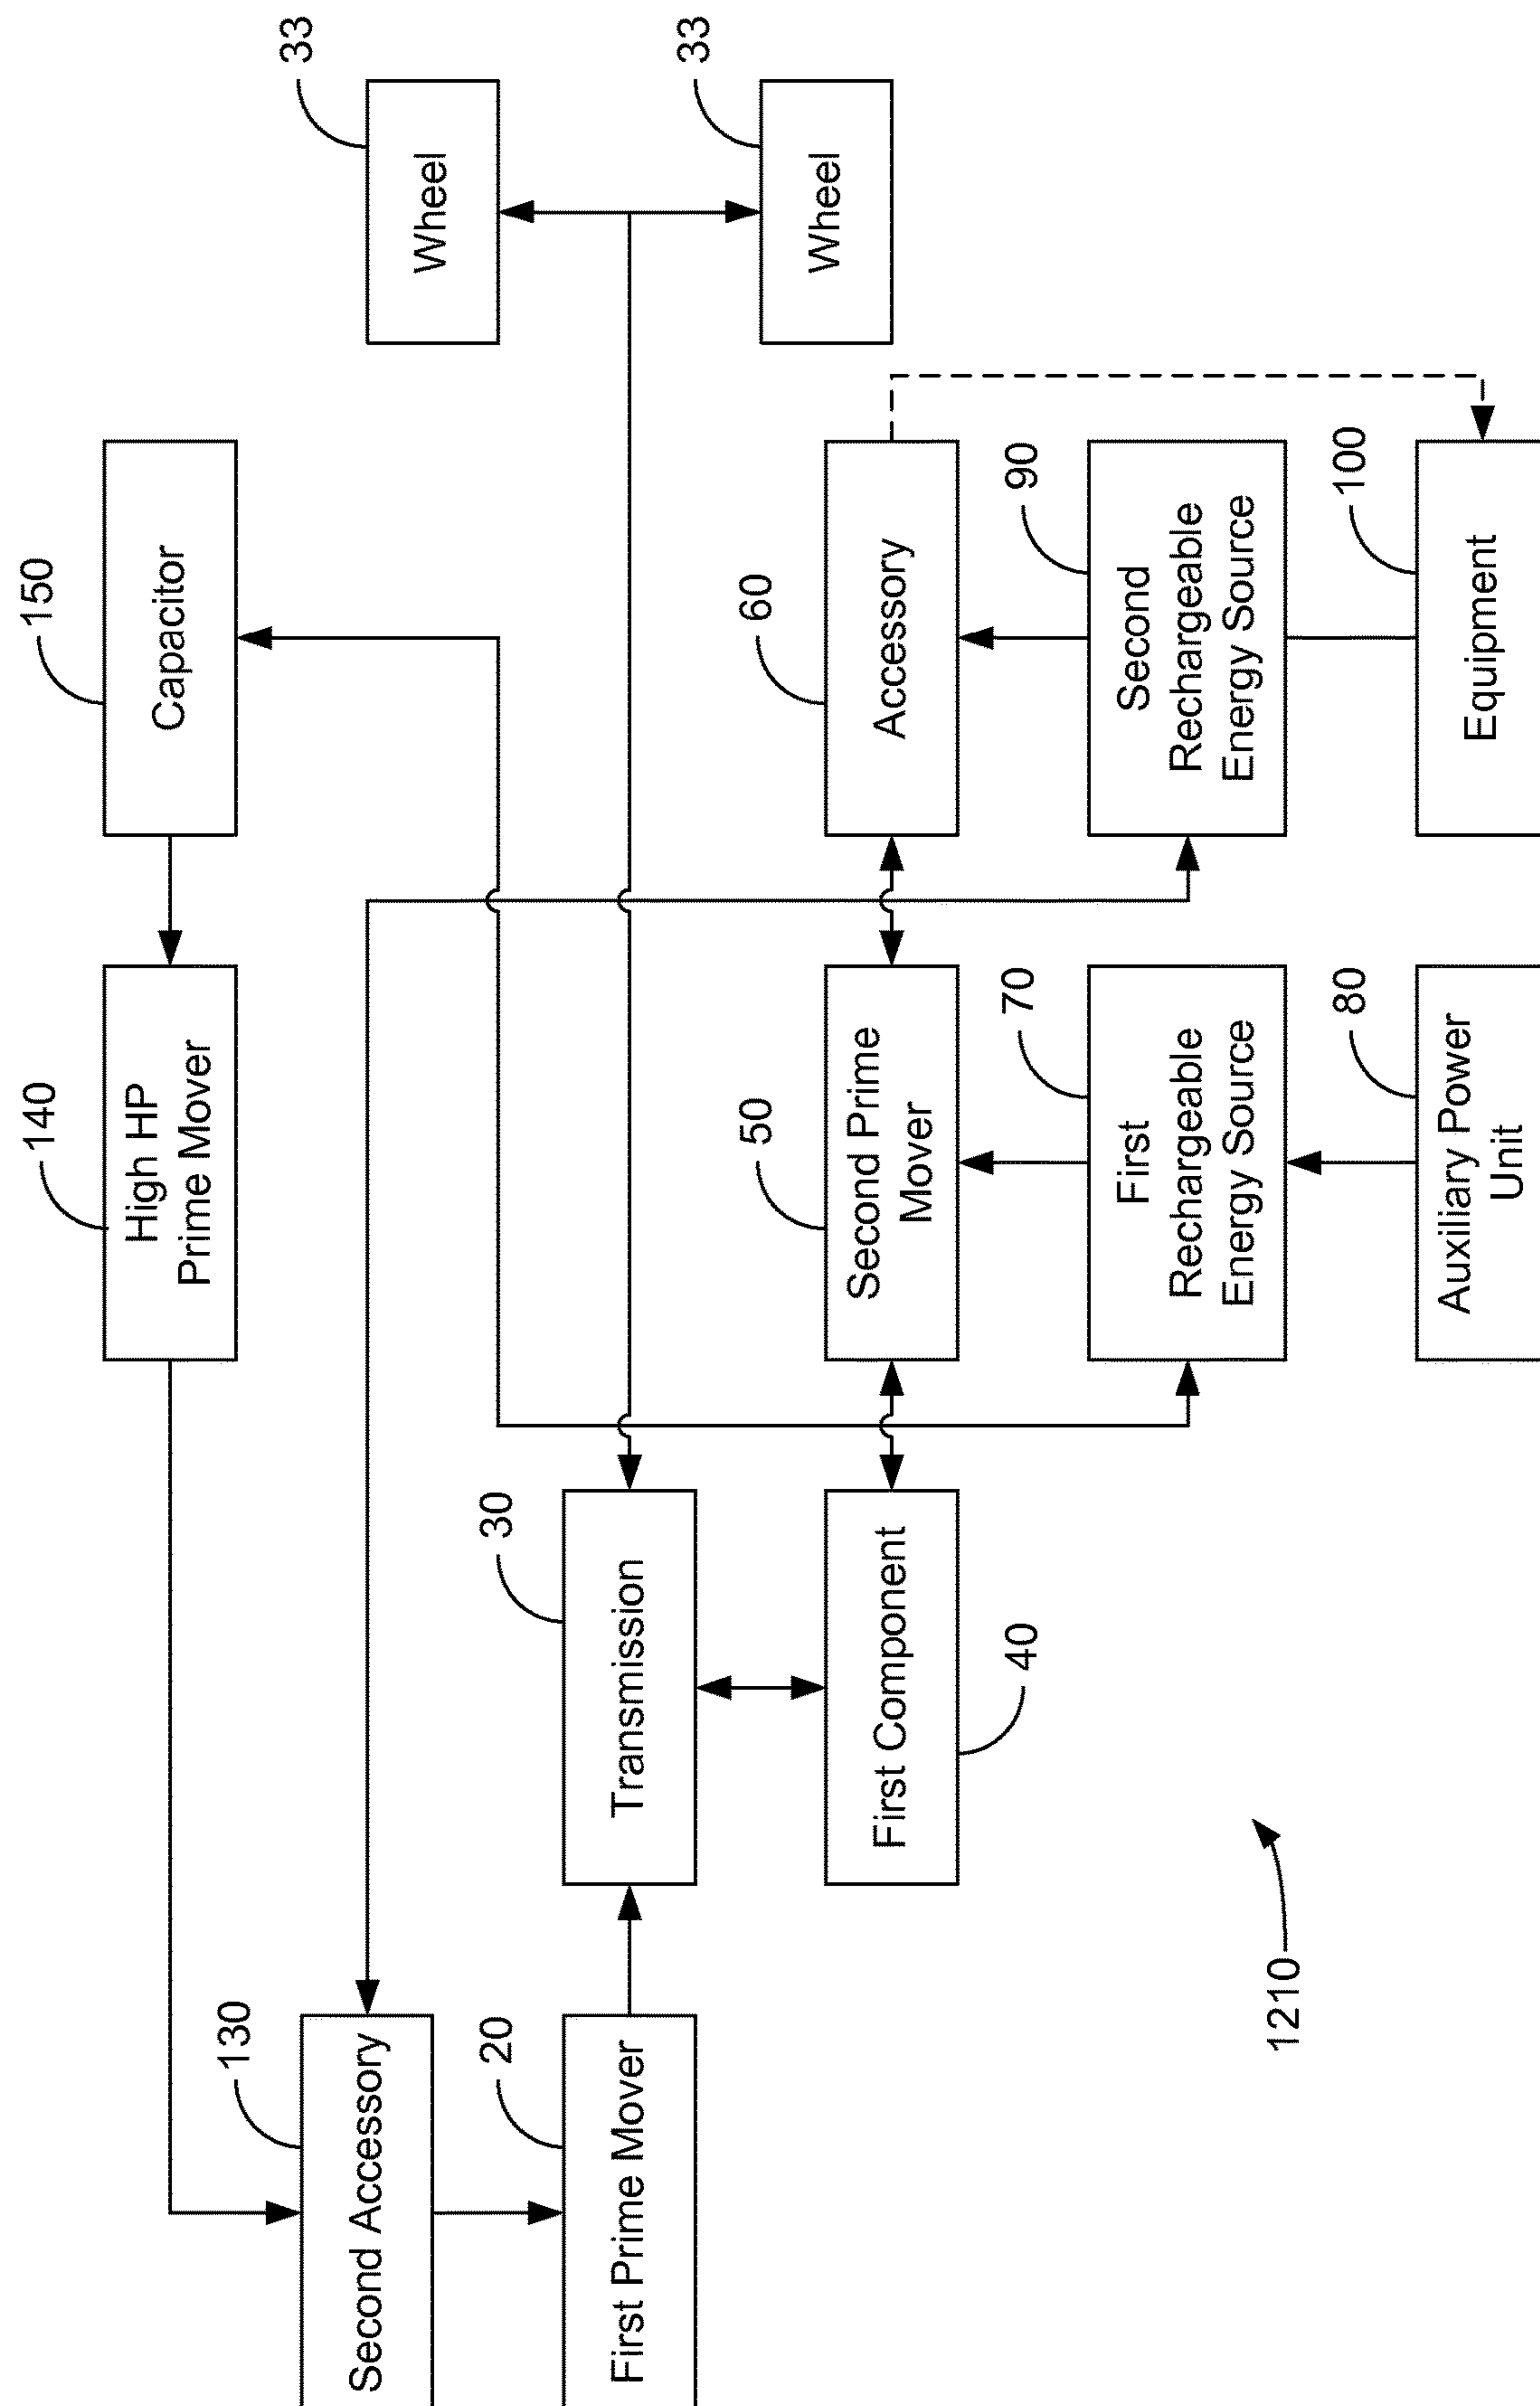 150
Capacitor
140
High HP
Prime Mover
33
Wheel
33
Wheel
130
Second Accessory
20
First Prime Mover
30
Transmission
40
First Component
50
Second Prime
Mover
60
Accessory
70
First
Rechargeable
Energy Source
90
Second
Rechargeable
Energy Source
80
Auxiliary Power
Unit
100
Equipment
1210